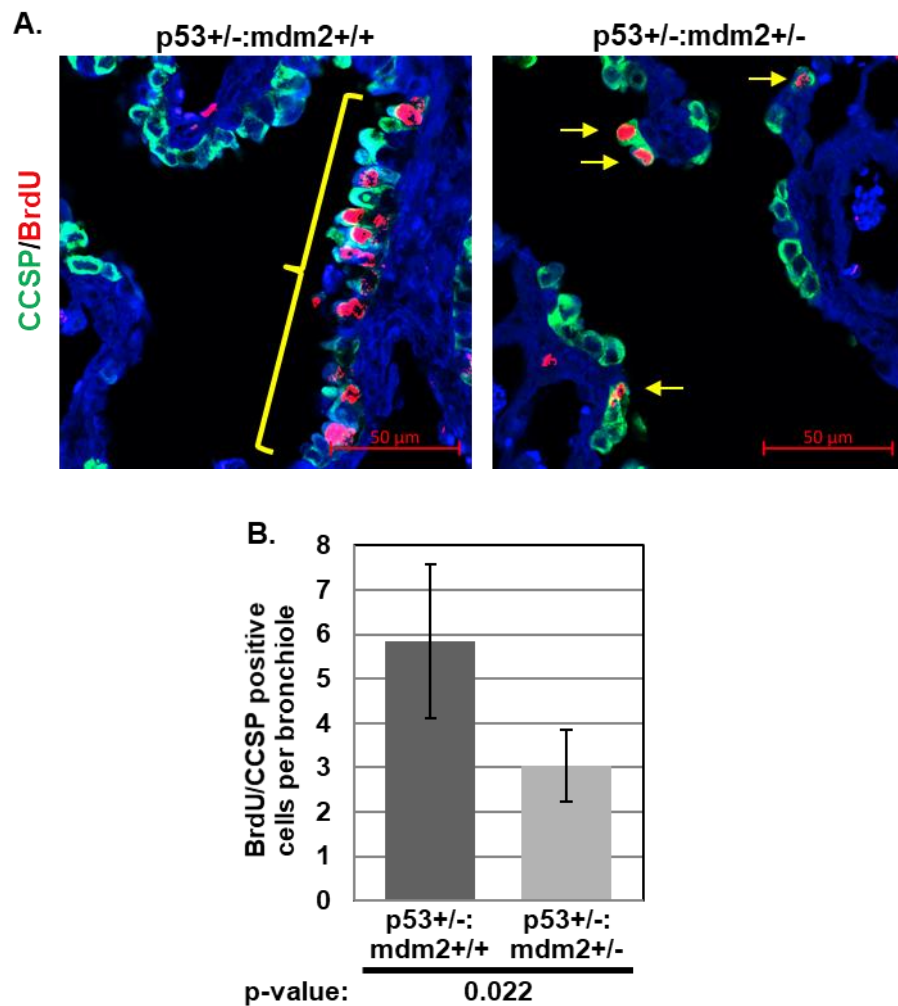 A.
p53+/-:mdm2+/+
p53+/-:mdm2+/-
CCSP/BrdU
50 µm
50 µm
B.
BrdU/CCSP positive
cells per bronchiole
8
7
6
5
4
3
2
1
0
p53+/-:
mdm2+/+
p53+/-:
mdm2+/-
p-value:
0.022